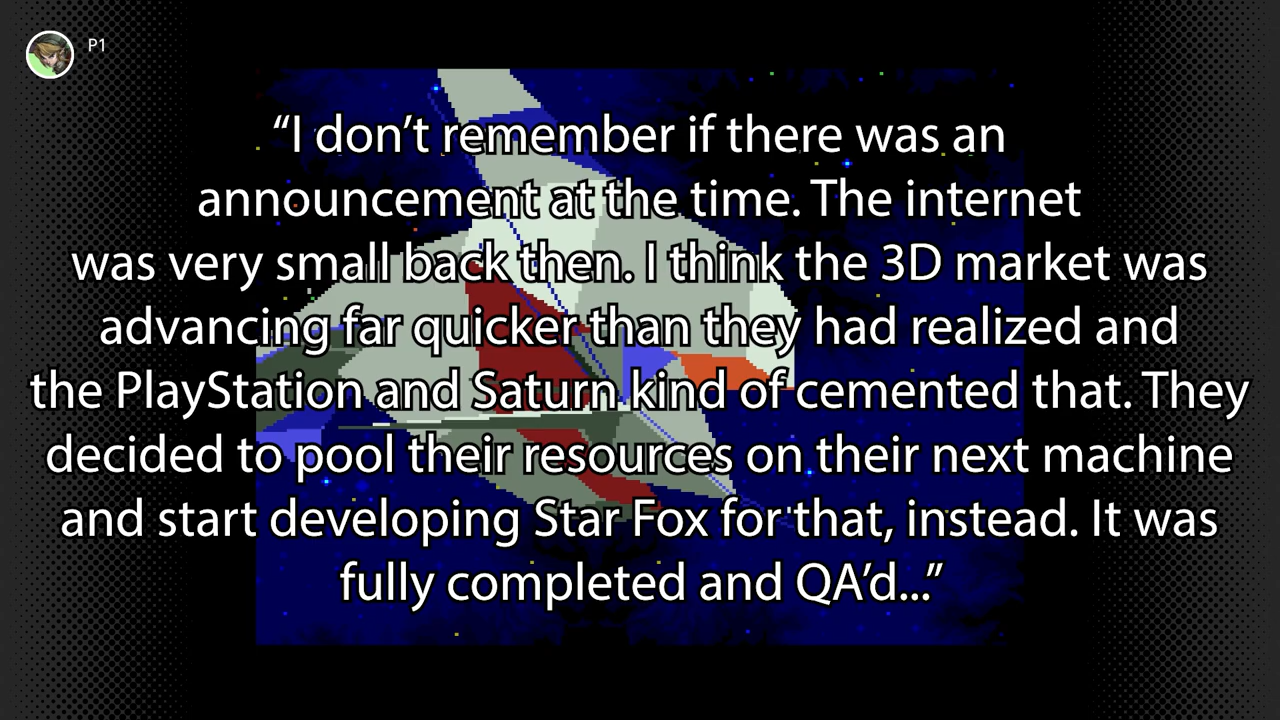 P1
“I don’t remember if there was an
announcement at the time. The internet
was very small back then. I think the 3D market was
advancing far quicker than they had realized and
the PlayStation and Saturn kind of cemented that. They
decided to pool their resources on their next machine
and start developing Star Fox for that, instead. It was
fully completed and QA’d...”